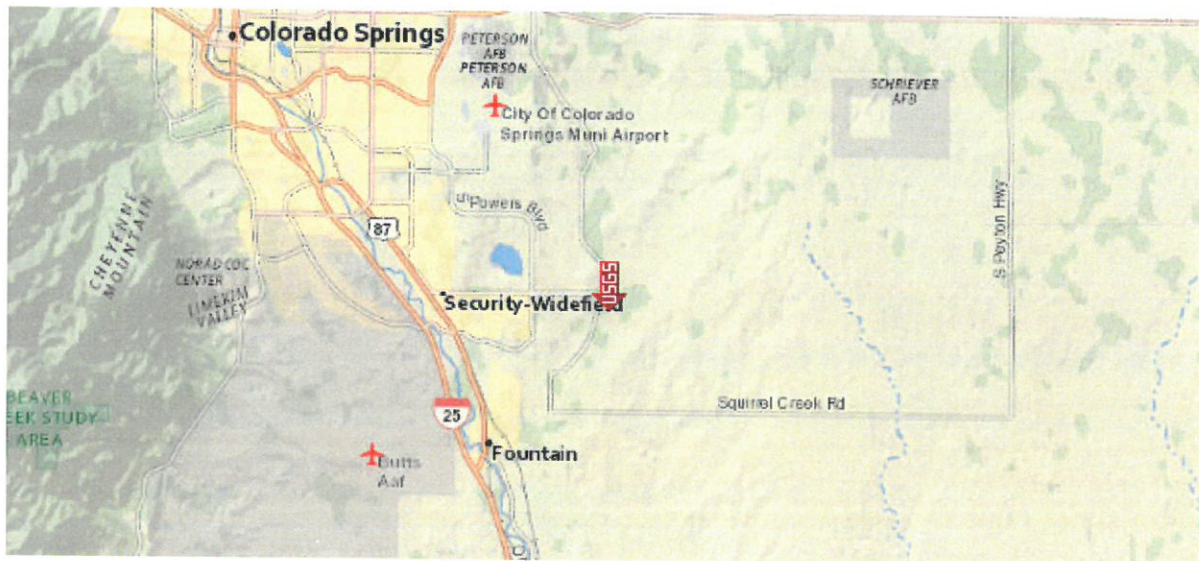 Colorado Springs
PETERSON
AFB
PETERSON
AFB
SCHRIEVER
AFB
City Of Colorado
Springs Muni Airport
CHEYENNE
MOUNTAIN
Powers Blvd
87
S Peyton Hwy
NORAD COC
CENTER
USGS
LIMEKILN
VALLEY
Security-Widefield
BEAVER
EEK STUDY
AREA
25
Squirrel Creek Rd
Fountain
Butts
Aaf